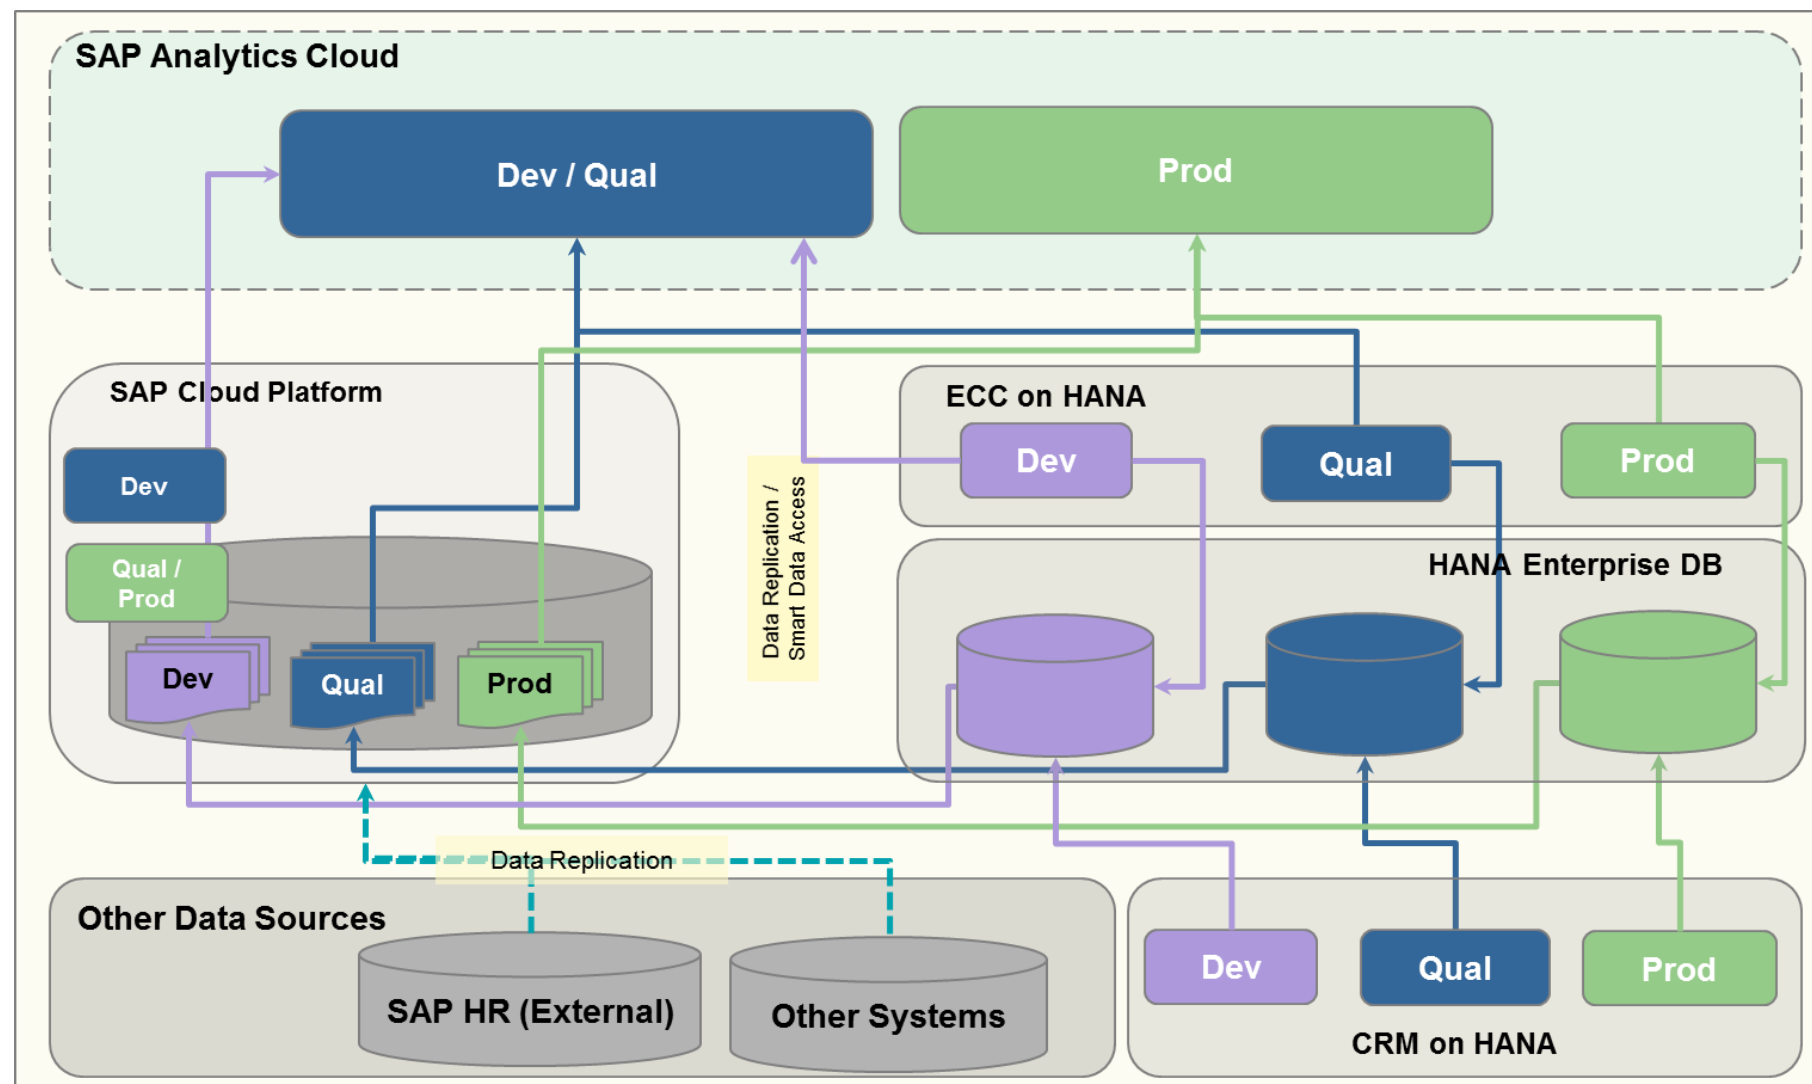 SAP Analytics Cloud
Dev / Qual
Prod
SAP Cloud Platform
Dev
Qual /
Prod
Dev
Qual
Prod
Data Replication /
Smart Data Access
ECC on HANA
Dev
Qual
Prod
HANA Enterprise DB
Data Replication
Other Data Sources
SAP HR (External)
Other Systems
Dev
Qual
Prod
CRM on HANA